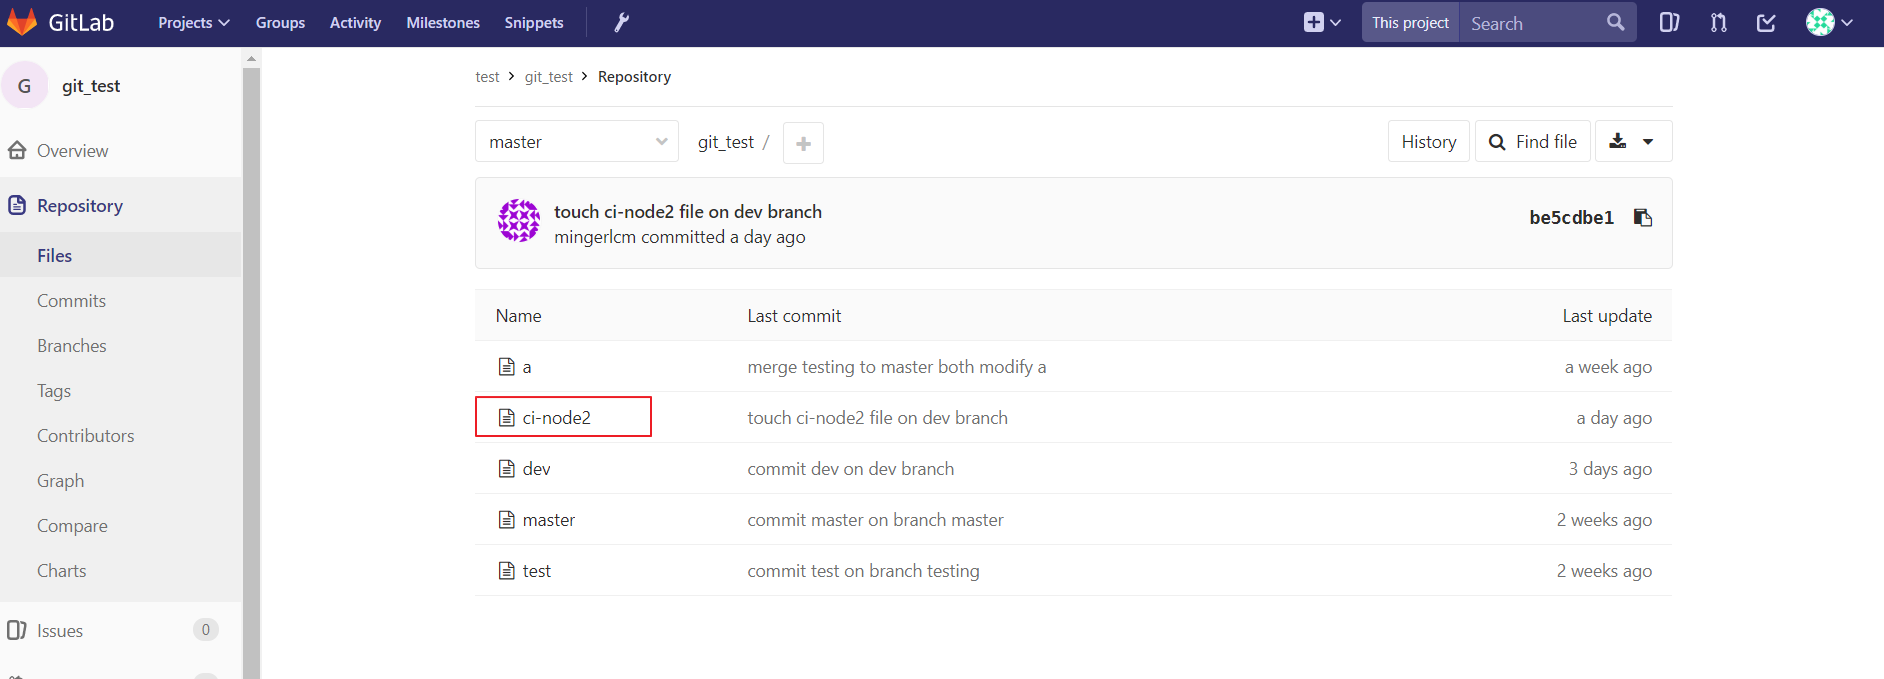 GitLab Projects Groups Activity Milestones Snippets This project Search
G git_test
Overview
Repository
Files
Commits
Branches
Tags
Contributors
Graph
Compare
Charts
Issues 0
test > git_test > Repository
master git_test / + History Find file
touch ci-node2 file on dev branch
mingerlcm committed a day ago
be5cdbe1
Name Last commit Last update
a merge testing to master both modify a a week ago
ci-node2 touch ci-node2 file on dev branch a day ago
dev commit dev on dev branch 3 days ago
master commit master on branch master 2 weeks ago
test commit test on branch testing 2 weeks ago